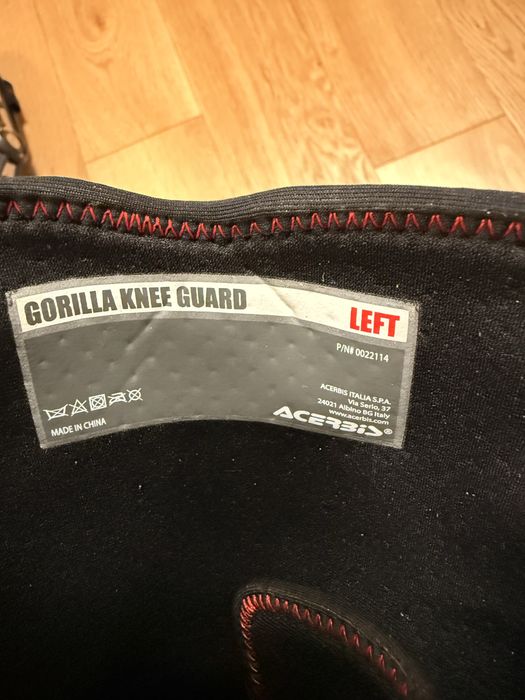 GORILLA KNEE GUARD
LEFT
P/N# 0022114
ACERBIS ITALIA S.P.A.
Via Serio, 37
24021 Albino BG Italy
www.acerbis.com
ACERBIS®
MADE IN CHINA